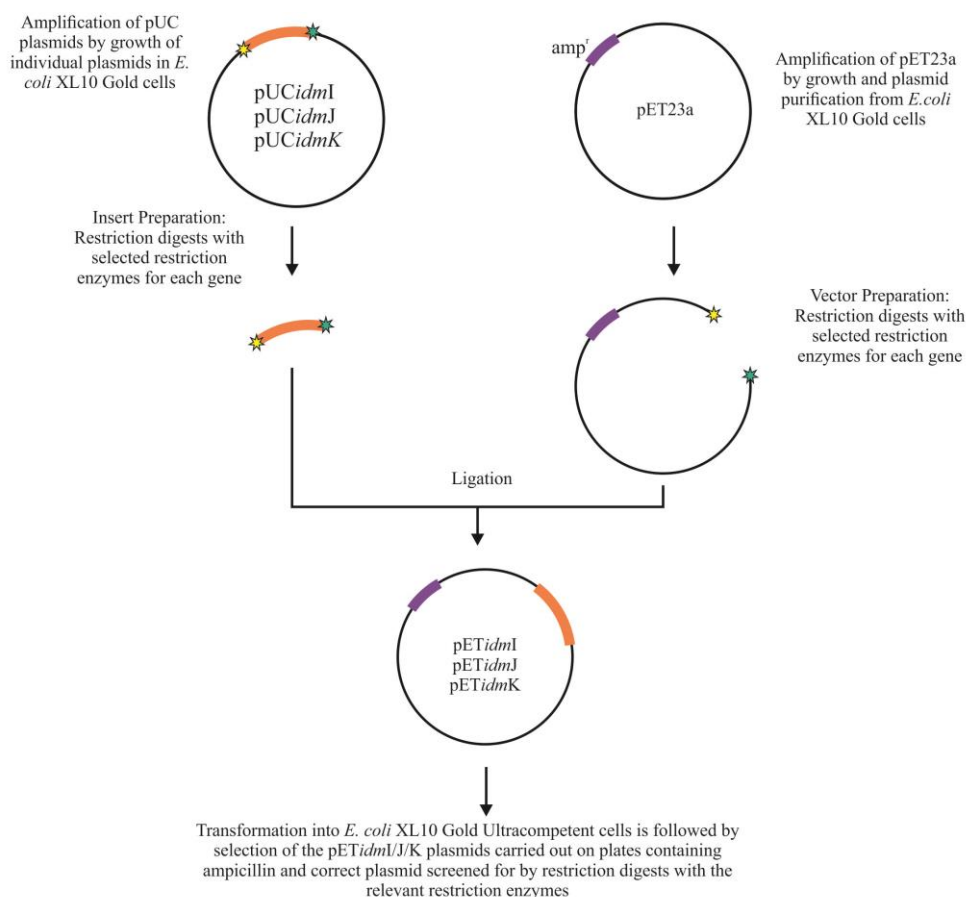 Amplification of pUC
plasmids by growth of
individual plasmids in E.
coli XL10 Gold cells
pUCidmI
pUCidmJ
pUCidmK
ampr
pET23a
Amplification of pET23a
by growth and plasmid
purification from E.coli
XL10 Gold cells
Insert Preparation:
Restriction digests with
selected restriction
enzymes for each gene
Vector Preparation:
Restriction digests with
selected restriction
enzymes for each gene
Ligation
pETidmI
pETidmJ
pETidmK
Transformation into E. coli XL10 Gold Ultracompetent cells is followed by
selection of the pETidmI/J/K plasmids carried out on plates containing
ampicillin and correct plasmid screened for by restriction digests with the
relevant restriction enzymes